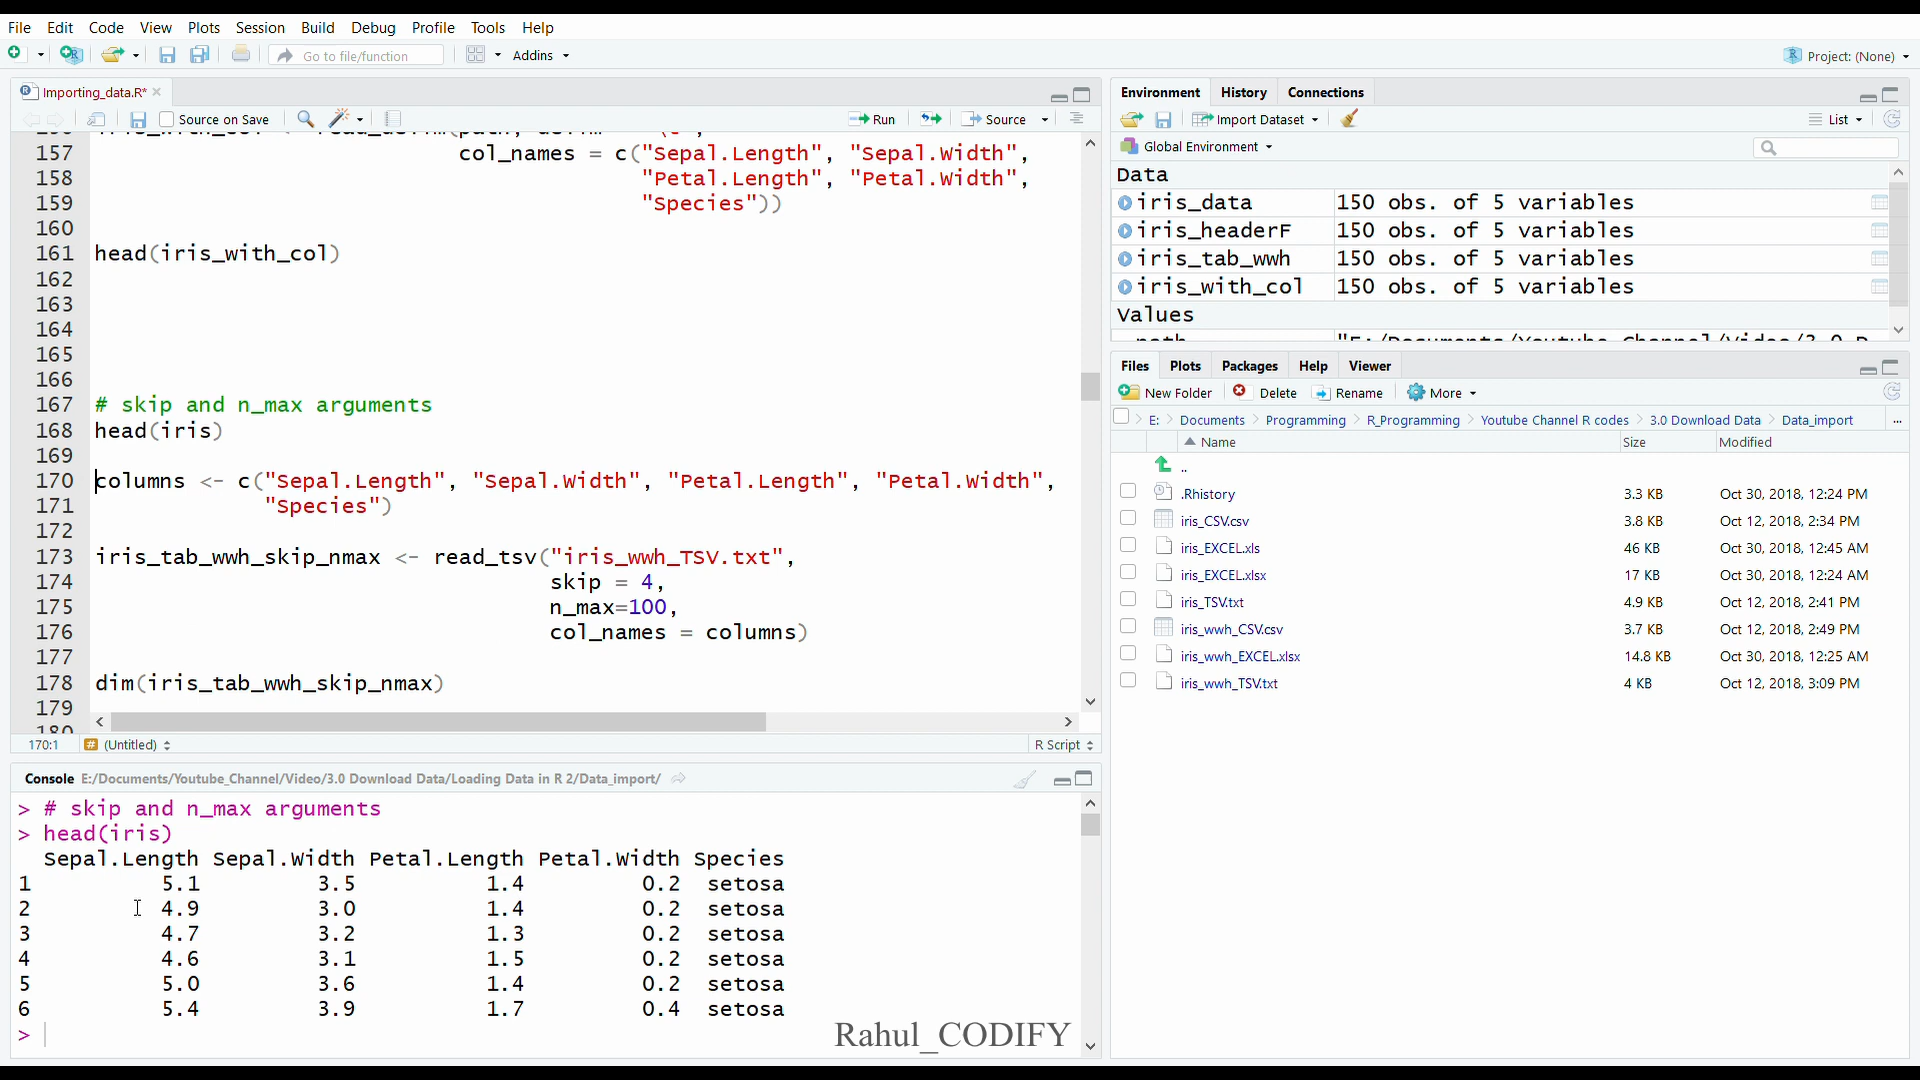 File Edit Code View Plots Session Build Debug Profile Tools Help
Go to file/function Addins Project: (None)
Importing_data.R*
Source on Save Run Source
157 col_names = c("Sepal.Length", "Sepal.Width",
158 "Petal.Length", "Petal.Width",
159 "Species"))
160
161 head(iris_with_col)
162
163
164
165
166
167 # skip and n_max arguments
168 head(iris)
169
170 columns <- c("Sepal.Length", "Sepal.Width", "Petal.Length", "Petal.Width",
171 "Species")
172
173 iris_tab_wwh_skip_nmax <- read_tsv("iris_wwh_TSV.txt",
174 skip = 4,
175 n_max=100,
176 col_names = columns)
177
178 dim(iris_tab_wwh_skip_nmax)
179
180
170:1 (Untitled) R Script
Console E:/Documents/Youtube_Channel/Video/3.0 Download Data/Loading Data in R 2/Data_import/
> # skip and n_max arguments
> head(iris)
Sepal.Length Sepal.Width Petal.Length Petal.Width Species
1 5.1 3.5 1.4 0.2 setosa
2 4.9 3.0 1.4 0.2 setosa
3 4.7 3.2 1.3 0.2 setosa
4 4.6 3.1 1.5 0.2 setosa
5 5.0 3.6 1.4 0.2 setosa
6 5.4 3.9 1.7 0.4 setosa
>
Rahul_CODIFY
Environment History Connections
Import Dataset List
Global Environment
Data
iris_data 150 obs. of 5 variables
iris_headerF 150 obs. of 5 variables
iris_tab_wwh 150 obs. of 5 variables
iris_with_col 150 obs. of 5 variables
Values
Files Plots Packages Help Viewer
New Folder Delete Rename More
E: Documents Programming R_Programming Youtube Channel R codes 3.0 Download Data Data_import ...
Name Size Modified
..
.Rhistory 3.3 KB Oct 30, 2018, 12:24 PM
iris_CSV.csv 3.8 KB Oct 12, 2018, 2:34 PM
iris_EXCEL.xls 46 KB Oct 30, 2018, 12:45 AM
iris_EXCEL.xlsx 17 KB Oct 30, 2018, 12:24 AM
iris_TSV.txt 4.9 KB Oct 12, 2018, 2:41 PM
iris_wwh_CSV.csv 3.7 KB Oct 12, 2018, 2:49 PM
iris_wwh_EXCEL.xlsx 14.8 KB Oct 30, 2018, 12:25 AM
iris_wwh_TSV.txt 4 KB Oct 12, 2018, 3:09 PM